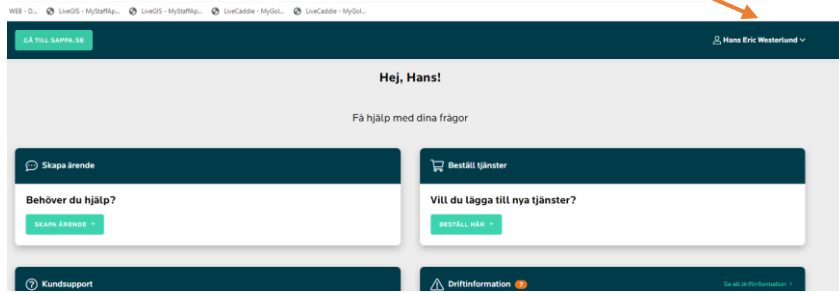 WEB - D... LiveGIS - MyStaffAp... LiveGIS - MyStaffAp... LiveCaddie - MyGol... LiveCaddie - MyGol...
GÅ TILL SAPPA.SE
Hans Eric Westerlund
Hej, Hans!
Få hjälp med dina frågor
Skapa ärende
Behöver du hjälp?
SKAPA ÄRENDE
Beställ tjänster
Vill du lägga till nya tjänster?
BESTÄLL HÄR
Kundsupport
Driftinformation 7
Se all driftinformation